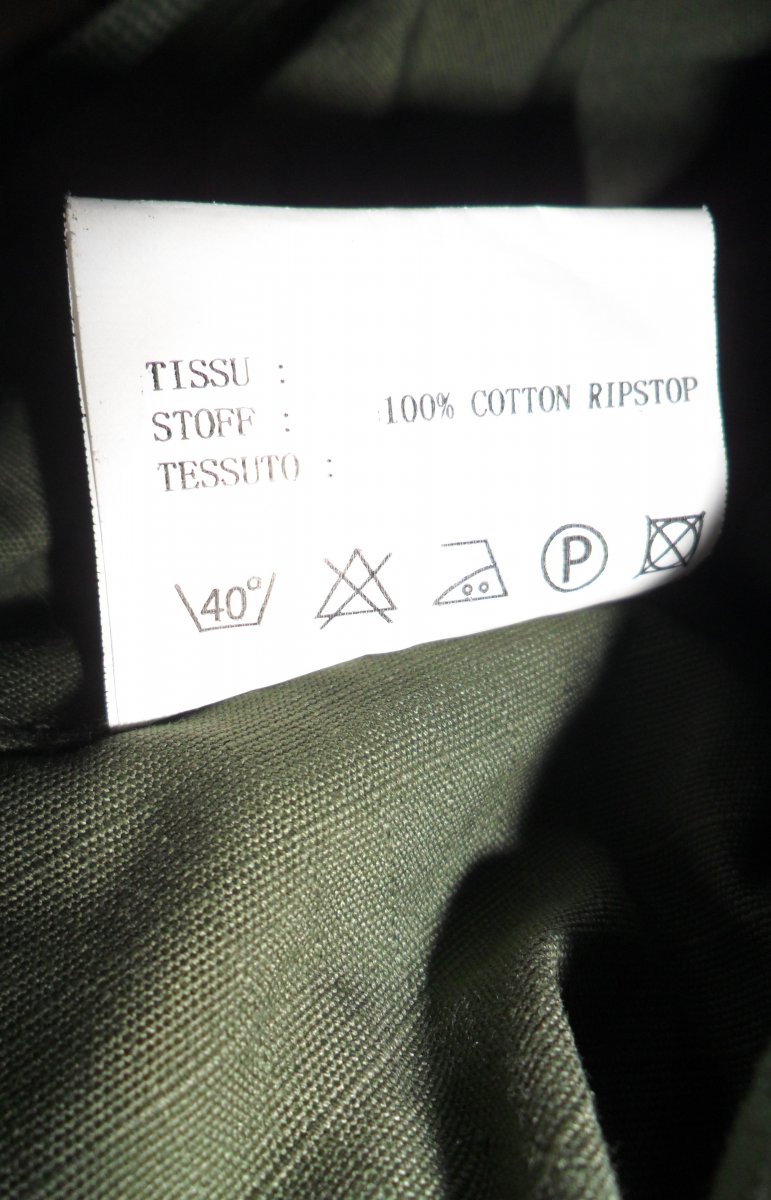 TISSU :
STOFF :
100% COTTON RIPSTOP
TESSUTO :
40°
P